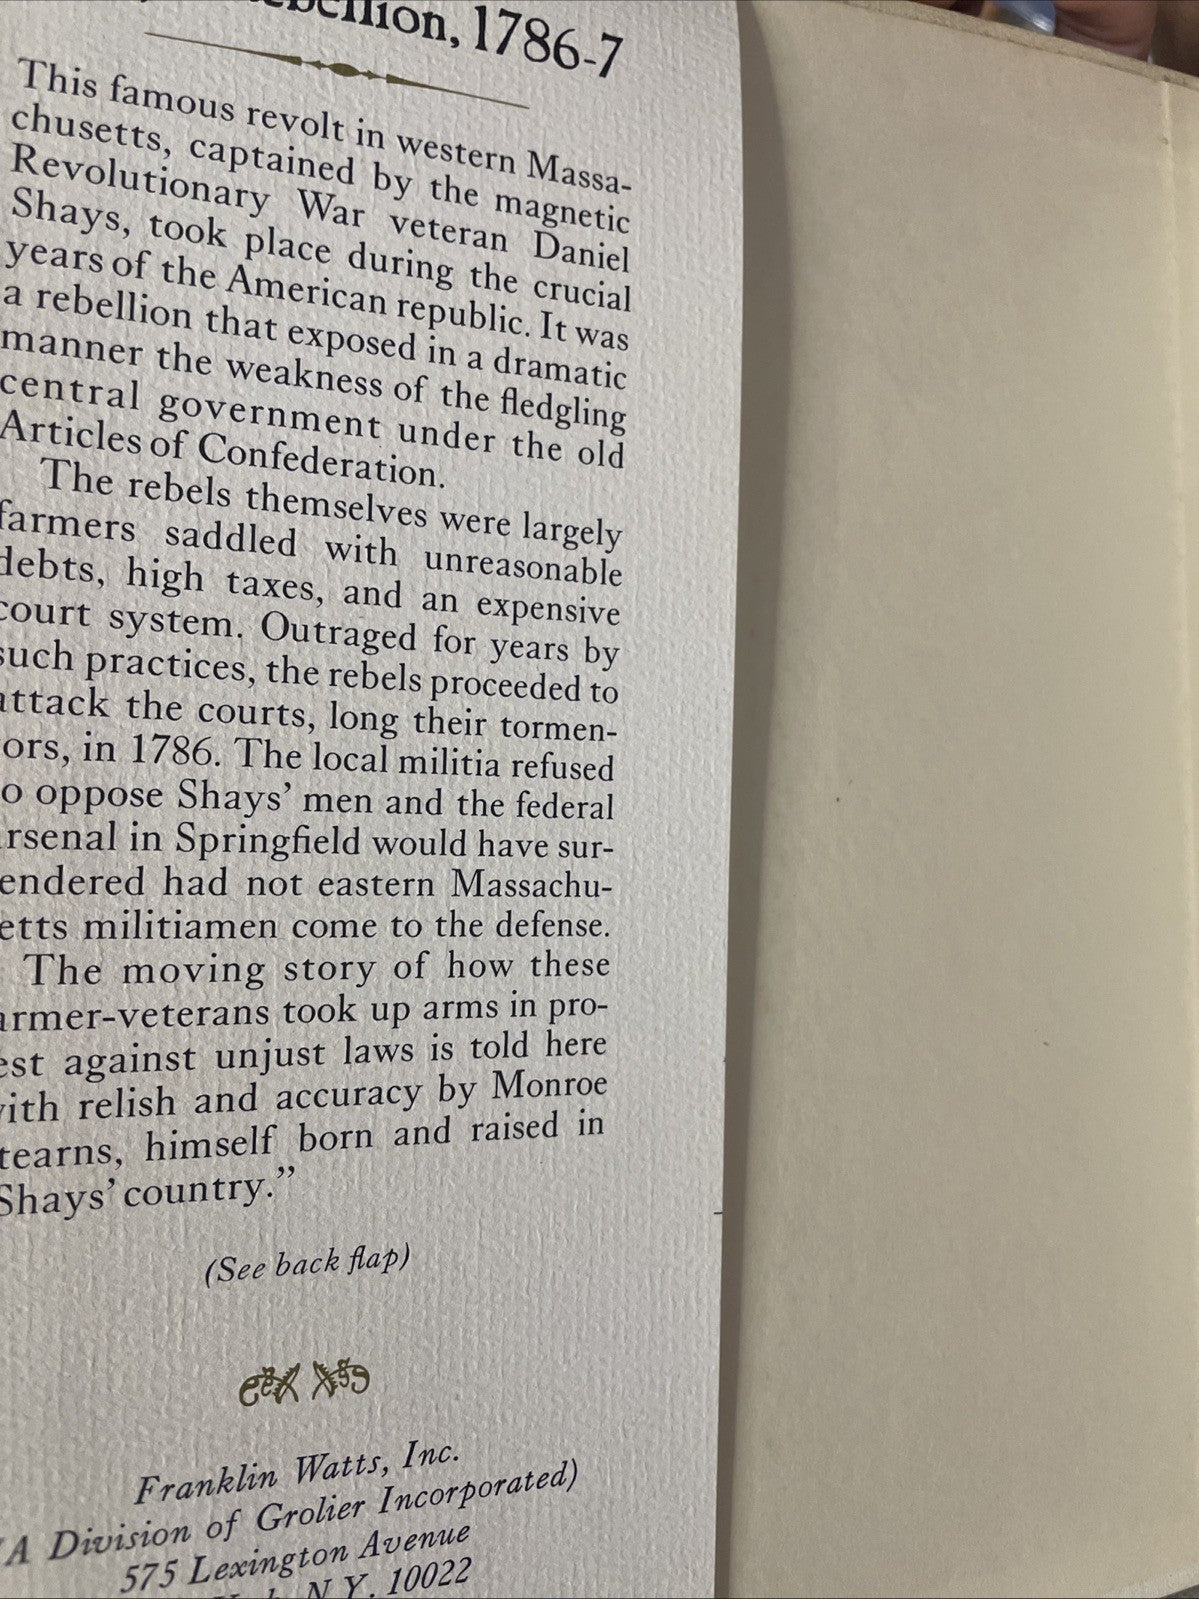 ebellion, 1786-7
This famous revolt in western Massa-
chusetts, captained by the magnetic
Revolutionary War veteran Daniel
Shays, took place during the crucial
years of the American republic. It was
a rebellion that exposed in a dramatic
manner the weakness of the fledgling
central government under the old
Articles of Confederation.
The rebels themselves were largely
farmers saddled with unreasonable
debts, high taxes, and an expensive
court system. Outraged for years by
such practices, the rebels proceeded to
attack the courts, long their tormen-
ors, in 1786. The local militia refused
o oppose Shays' men and the federal
rsenal in Springfield would have sur-
endered had not eastern Massachu-
etts militiamen come to the defense.
The moving story of how these
armer-veterans took up arms in pro-
est against unjust laws is told here
with relish and accuracy by Monroe
tearns, himself born and raised in
Shays' country.”
(See back flap)
Franklin Watts, Inc.
(A Division of Grolier Incorporated)
575 Lexington Avenue
York, N.Y. 10022